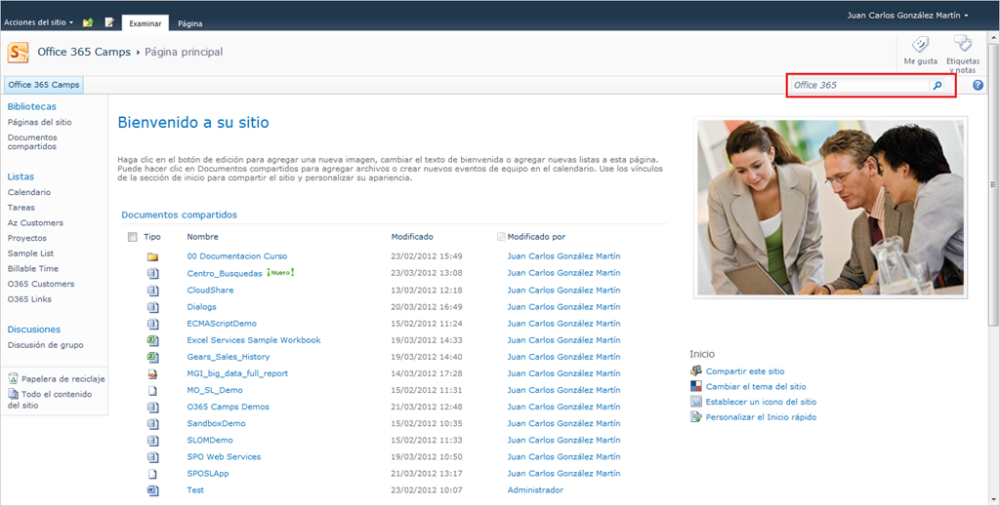 Acciones del sitio
Examinar
Página
Juan Carlos González Martín
Office 365 Camps
Página principal
Me gusta
Etiquetas
y notas
Office 365 Camps
Office 365
Bibliotecas
Páginas del sitio
Documentos
compartidos
Listas
Calendario
Tareas
Az Customers
Proyectos
Sample List
Billable Time
O365 Customers
O365 Links
Discusiones
Discusión de grupo
Papelera de reciclaje
Todo el contenido
del sitio
Bienvenido a su sitio
Haga clic en el botón de edición para agregar una nueva imagen, cambiar el texto de bienvenida o agregar nuevas listas a esta página.
Puede hacer clic en Documentos compartidos para agregar archivos o crear nuevos eventos de equipo en el calendario. Use los vínculos
de la sección de inicio para compartir el sitio y personalizar su apariencia.
Documentos compartidos
Tipo Nombre Modificado Modificado por
00 Documentacion Curso 23/02/2012 15:49 Juan Carlos González Martín
Centro_Busquedas ¡Nuevo! 23/03/2012 13:08 Juan Carlos González Martín
CloudShare 13/03/2012 12:18 Juan Carlos González Martín
Dialogs 20/03/2012 16:49 Juan Carlos González Martín
ECMAScriptDemo 15/02/2012 11:24 Juan Carlos González Martín
Excel Services Sample Workbook 19/03/2012 14:33 Juan Carlos González Martín
Gears_Sales_History 19/03/2012 14:40 Juan Carlos González Martín
MGI_big_data_full_report 14/03/2012 17:28 Juan Carlos González Martín
MO_SL_Demo 15/02/2012 11:31 Juan Carlos González Martín
O365 Camps Demos 21/03/2012 12:48 Juan Carlos González Martín
SandboxDemo 15/02/2012 10:35 Juan Carlos González Martín
SLOMDemo 15/02/2012 11:33 Juan Carlos González Martín
SPO Web Services 19/03/2012 10:50 Juan Carlos González Martín
SPOSLApp 21/03/2012 13:17 Juan Carlos González Martín
Test 23/02/2012 10:07 Administrador
Inicio
Compartir este sitio
Cambiar el tema del sitio
Establecer un icono del sitio
Personalizar el Inicio rápido